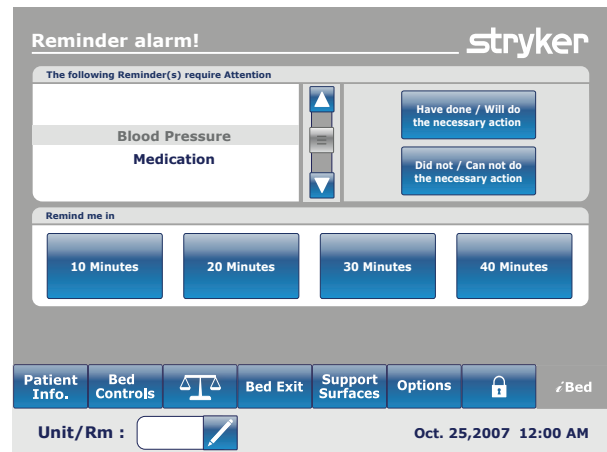 Reminder alarm!
stryker
The following Reminder(s) require Attention
Blood Pressure
Medication
Have done / Will do
the necessary action
Did not / Can not do
the necessary action
Remind me in
10 Minutes
20 Minutes
30 Minutes
40 Minutes
Patient
Info.
Bed
Controls
Bed Exit
Support
Surfaces
Options
iBed
Unit/Rm :
Oct. 25,2007 12:00 AM